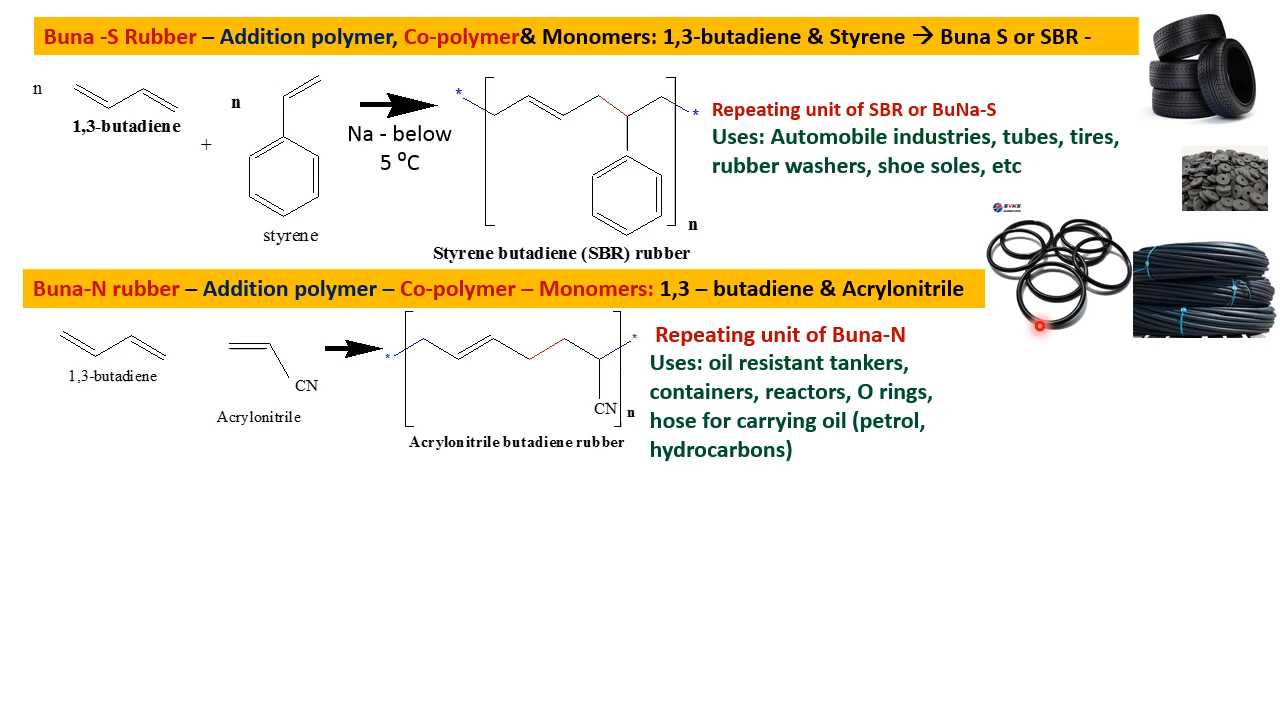 Buna -S Rubber – Addition polymer, Co-polymer& Monomers: 1,3-butadiene & Styrene → Buna S or SBR -
n
1,3-butadiene
+
n
styrene
Na - below
5 ⁰C
*
*
n
Styrene butadiene (SBR) rubber
Repeating unit of SBR or BuNa-S
Uses: Automobile industries, tubes, tires,
rubber washers, shoe soles, etc
SVKS
Buna-N rubber – Addition polymer – Co-polymer – Monomers: 1,3 – butadiene & Acrylonitrile
1,3-butadiene
CN
Acrylonitrile
*
*
CN
n
Acrylonitrile butadiene rubber
Repeating unit of Buna-N
Uses: oil resistant tankers,
containers, reactors, O rings,
hose for carrying oil (petrol,
hydrocarbons)